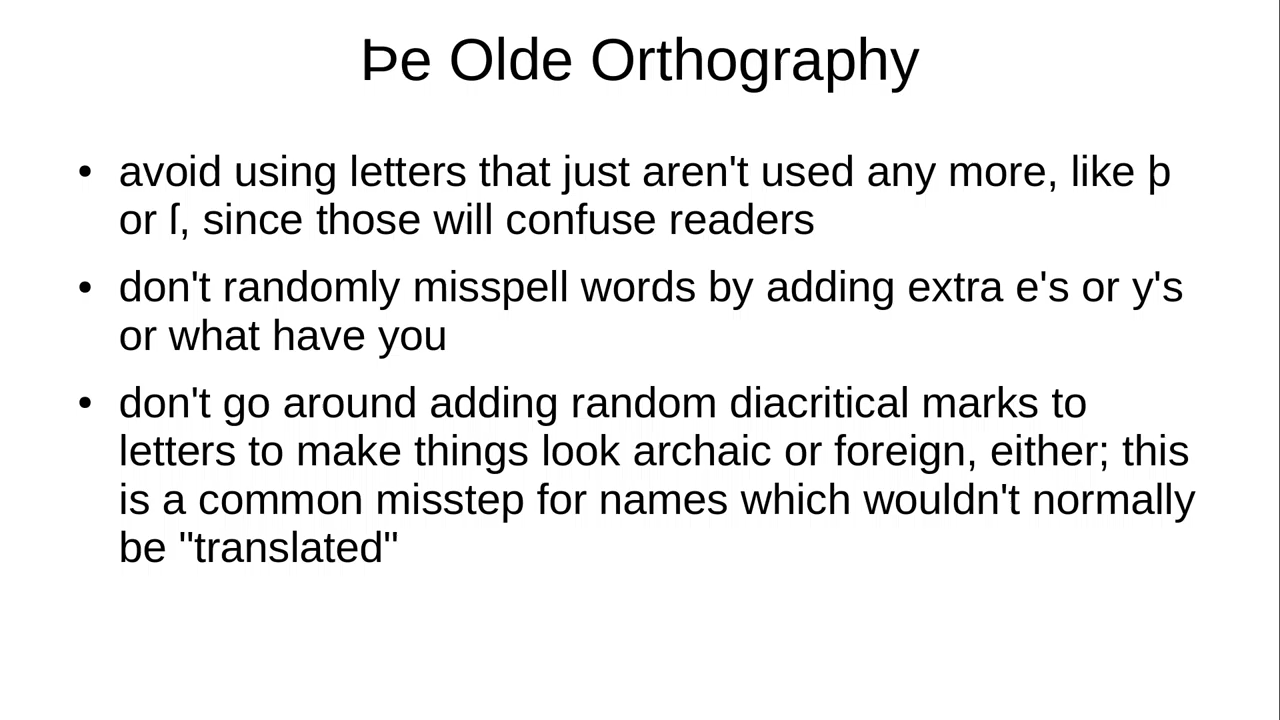 Þe Olde Orthography
• avoid using letters that just aren't used any more, like þ
or ſ, since those will confuse readers
• don't randomly misspell words by adding extra e's or y's
or what have you
• don't go around adding random diacritical marks to
letters to make things look archaic or foreign, either; this
is a common misstep for names which wouldn't normally
be "translated"